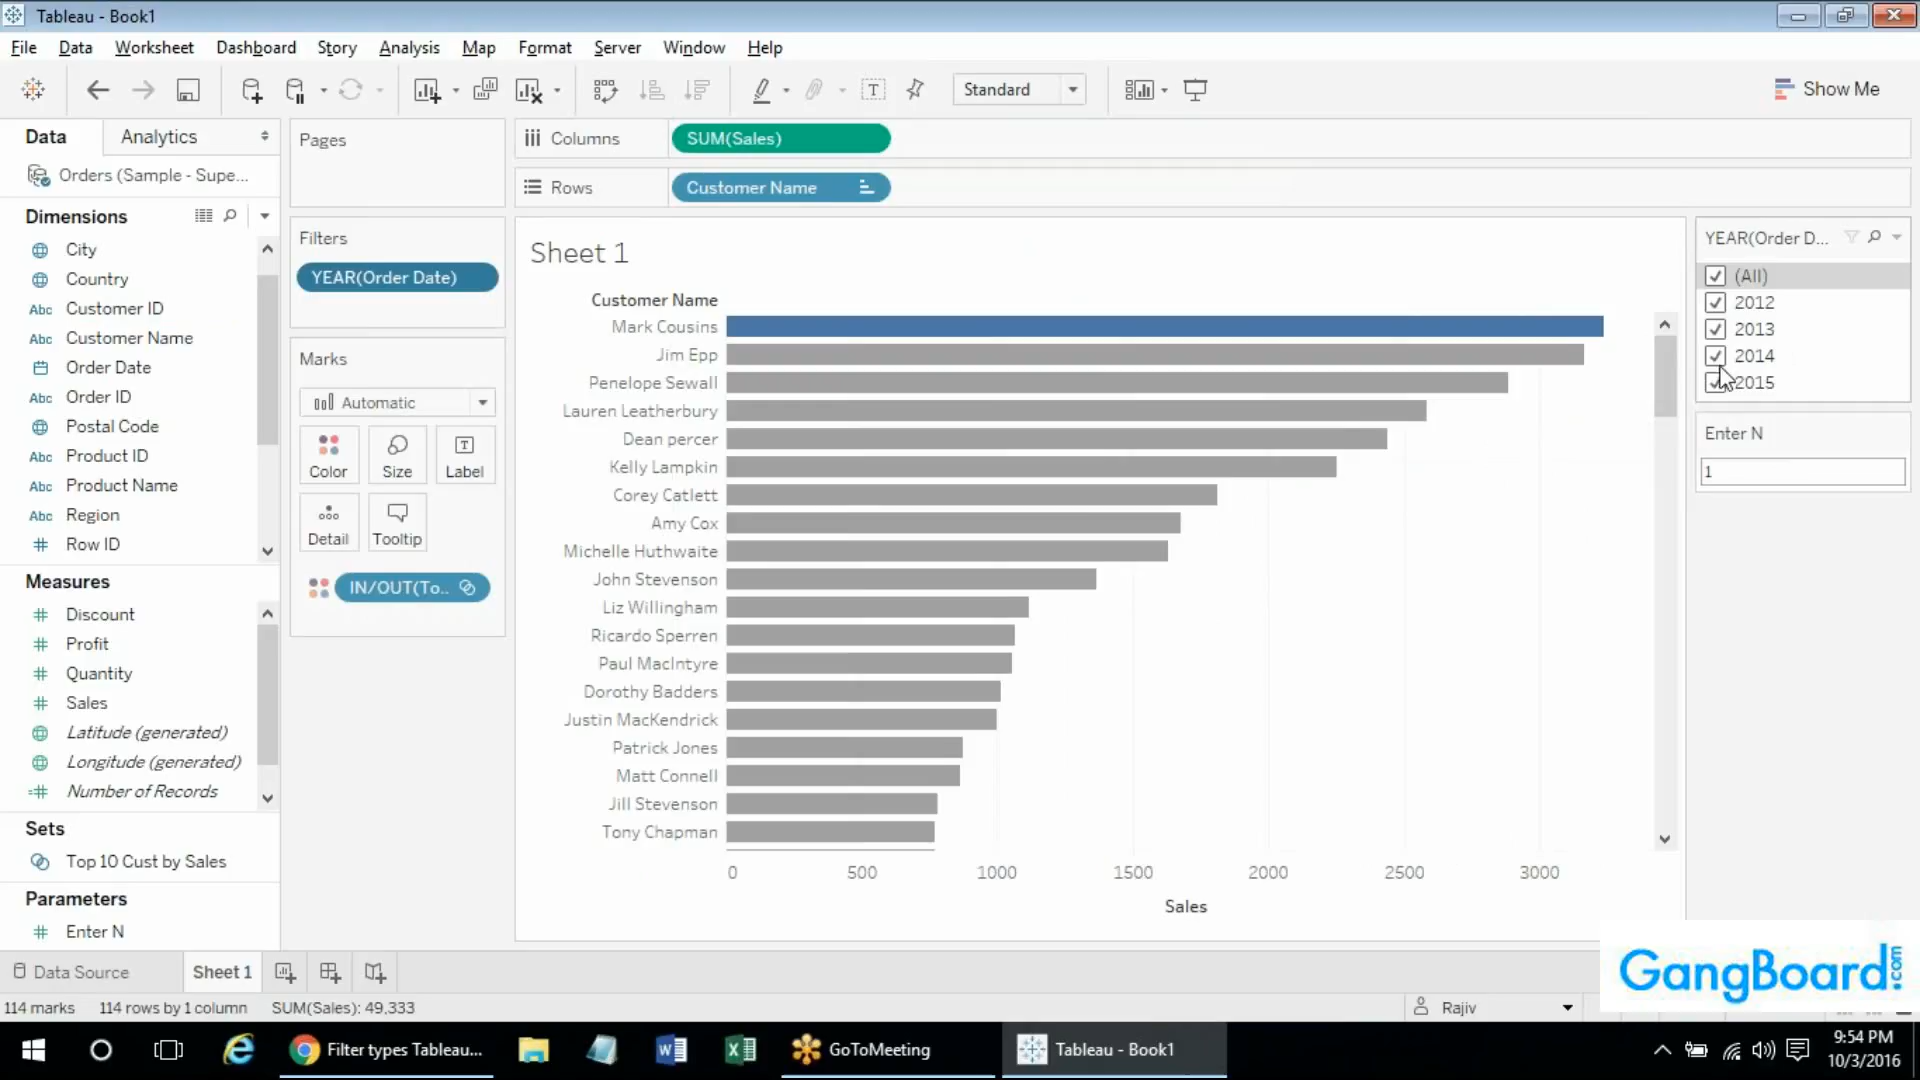 Tableau - Book1
File Data Worksheet Dashboard Story Analysis Map Format Server Window Help
Standard
Show Me
Data
Analytics
Orders (Sample - Supe...
Dimensions
City
Country
Abc Customer ID
Abc Customer Name
Order Date
Abc Order ID
Postal Code
Abc Product ID
Abc Product Name
Abc Region
# Row ID
Measures
# Discount
# Profit
# Quantity
# Sales
Latitude (generated)
Longitude (generated)
=# Number of Records
Sets
Top 10 Cust by Sales
Parameters
# Enter N
Pages
Filters
YEAR(Order Date)
Marks
Automatic
Color
Size
Label
Detail
Tooltip
IN/OUT(To..
Columns
SUM(Sales)
Rows
Customer Name
Sheet 1
Customer Name
Mark Cousins
Jim Epp
Penelope Sewall
Lauren Leatherbury
Dean percer
Kelly Lampkin
Corey Catlett
Amy Cox
Michelle Huthwaite
John Stevenson
Liz Willingham
Ricardo Sperren
Paul MacIntyre
Dorothy Badders
Justin MacKendrick
Patrick Jones
Matt Connell
Jill Stevenson
Tony Chapman
0 500 1000 1500 2000 2500 3000
Sales
YEAR(Order D...
(All)
2012
2013
2014
2015
Enter N
1
GangBoard.com
Data Source
Sheet 1
114 marks 114 rows by 1 column SUM(Sales): 49,333
Rajiv
Filter types Tableau...
GoToMeeting
Tableau - Book1
9:54 PM
10/3/2016